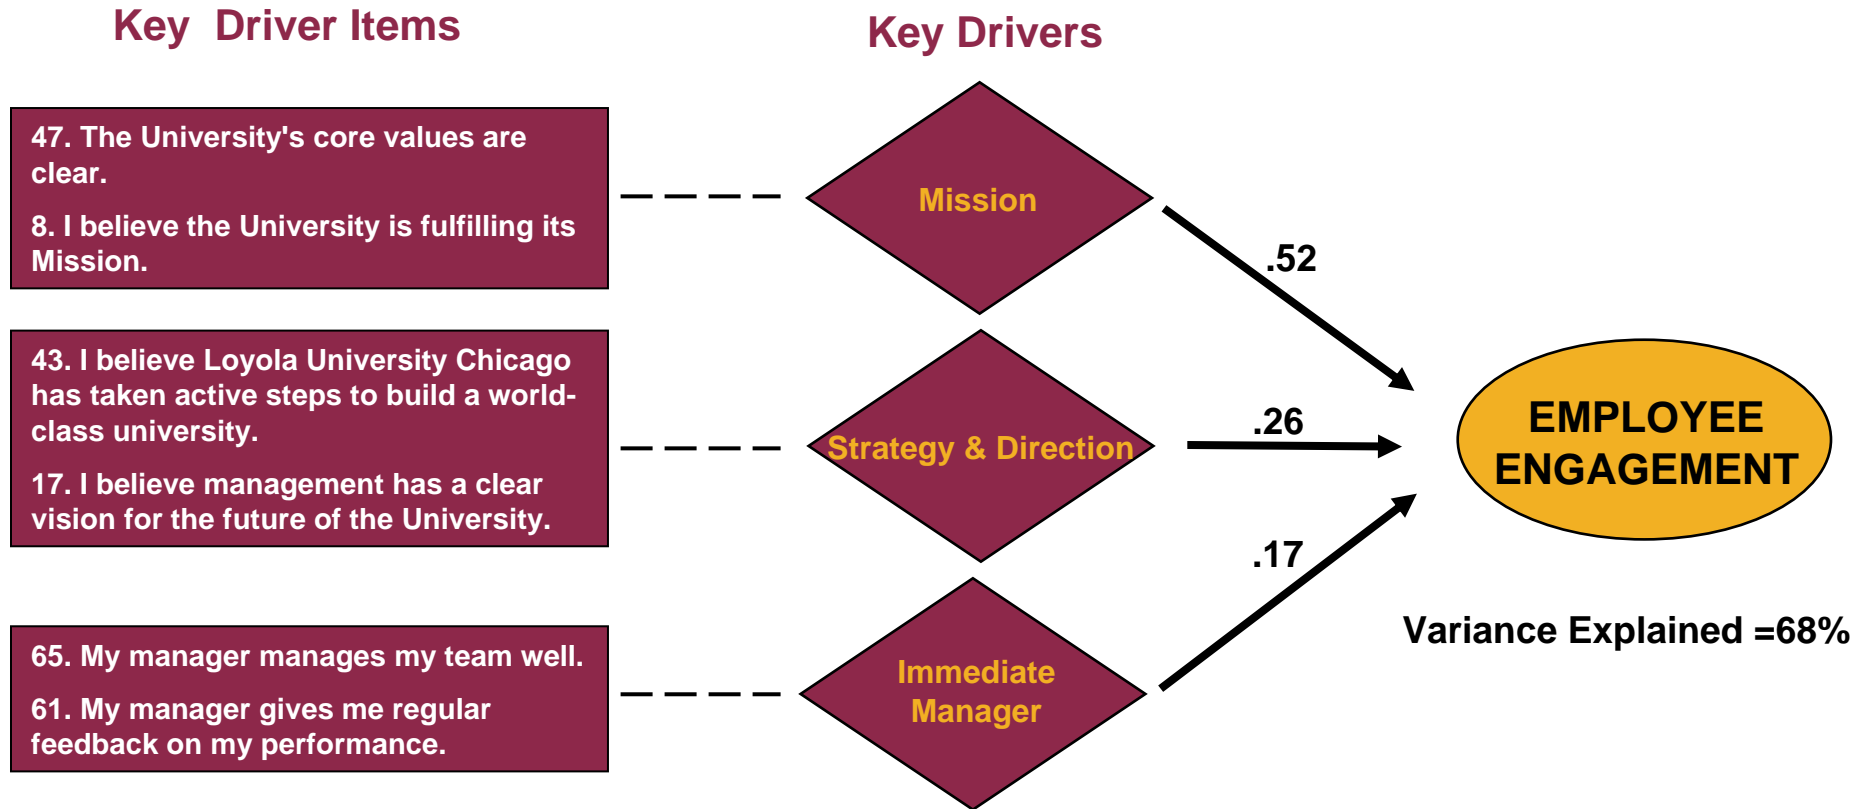 Key  Driver Items
Key Drivers
47. The University's core values are
clear.
8. I believe the University is fulfilling its
Mission.
Mission
.52
43. I believe Loyola University Chicago
has taken active steps to build a world-
class university.
17. I believe management has a clear
vision for the future of the University.
Strategy & Direction
.26
EMPLOYEE
ENGAGEMENT
65. My manager manages my team well.
61. My manager gives me regular
feedback on my performance.
Immediate
Manager
.17
Variance Explained =68%